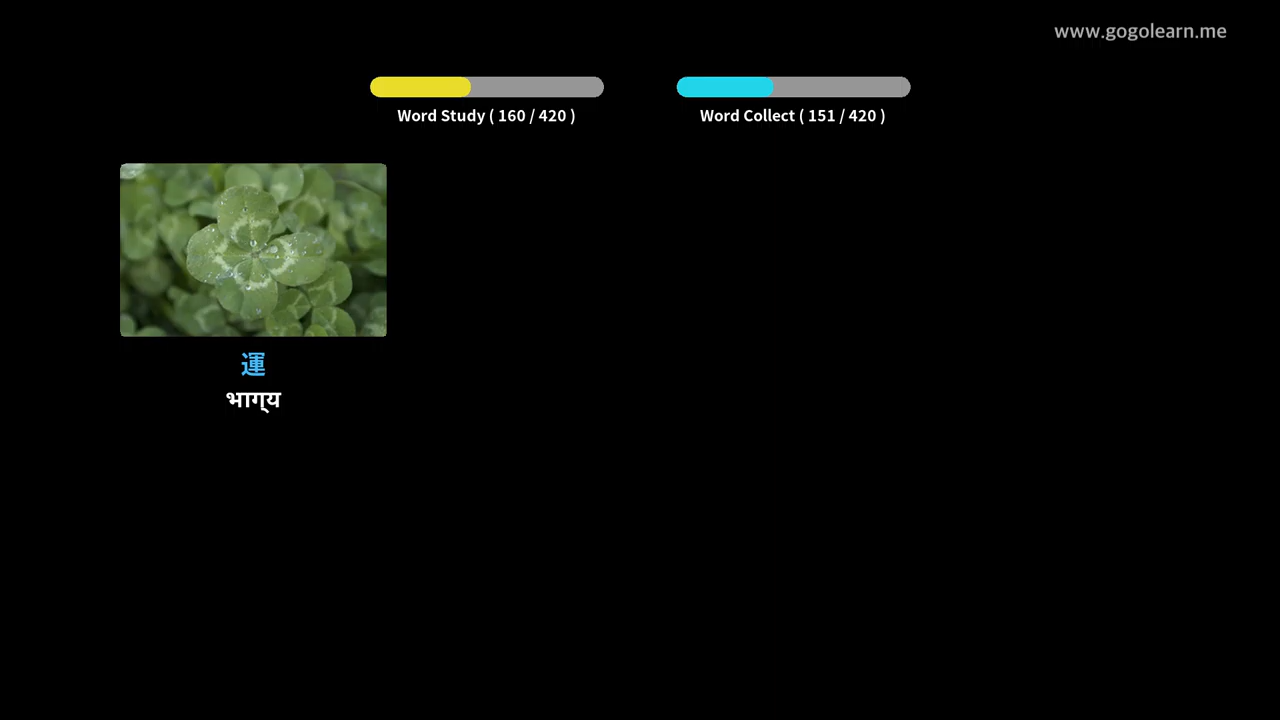 www.gogolearn.me
Word Study ( 160 / 420 )
Word Collect ( 151 / 420 )
運
भाग्‌य